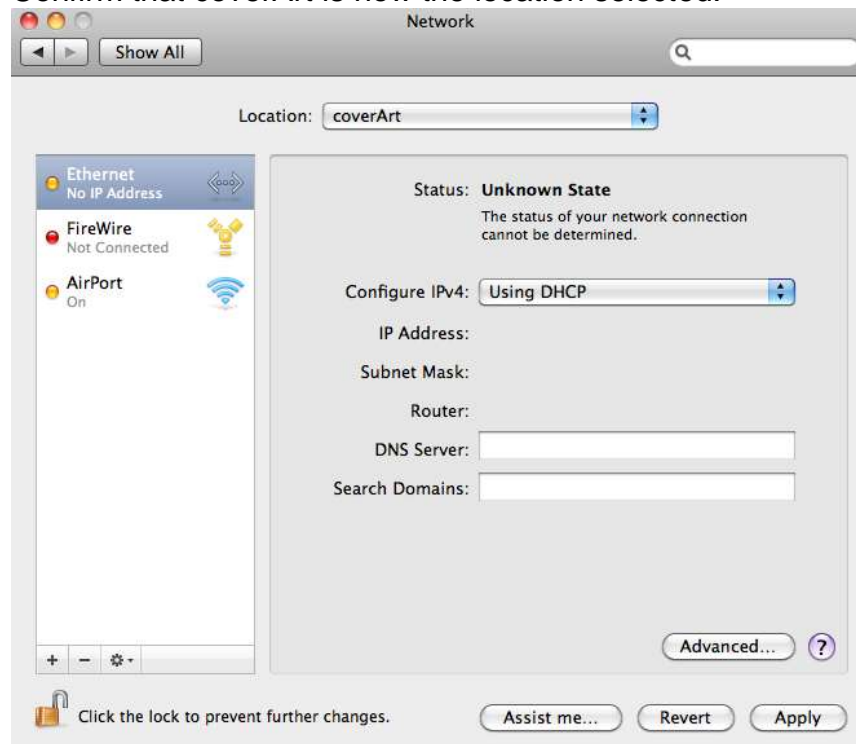 Confirm that coverArt is now the location selected.
Network
Show All
Location: coverArt
Ethernet
No IP Address
FireWire
Not Connected
AirPort
On
Status: Unknown State
The status of your network connection
cannot be determined.
Configure IPv4: Using DHCP
IP Address:
Subnet Mask:
Router:
DNS Server:
Search Domains:
Advanced... ?
Click the lock to prevent further changes.
Assist me... Revert Apply